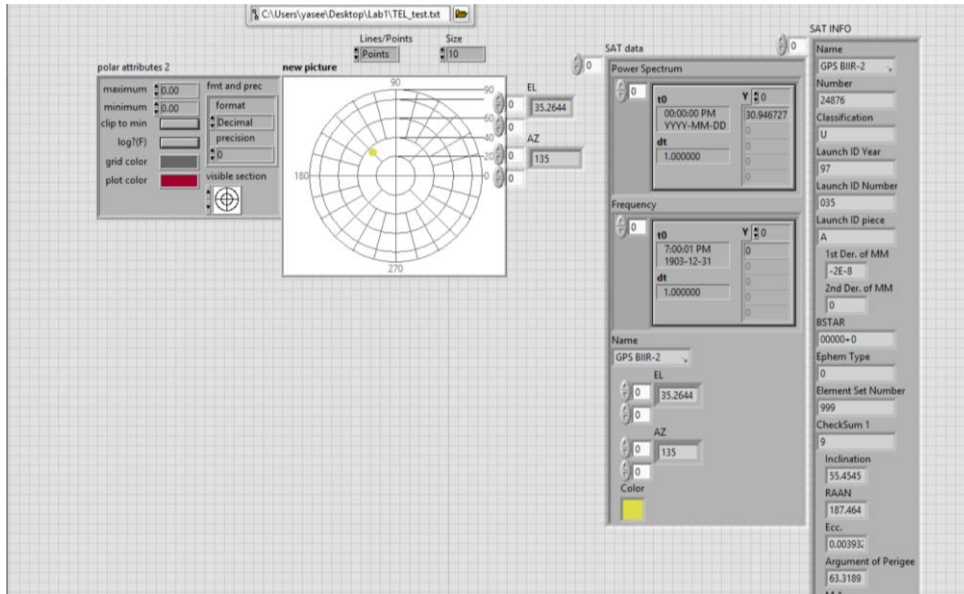 C:\Users\yasee\Desktop\Lab1\TEL_test.txt
Lines/Points
Points
Size
10
polar attributes 2
maximum
0.00
minimum
0.00
clip to min
log?(F)
grid color
plot color
fmt and prec
format
Decimal
precision
0
visible section
new picture
90
90
60
40
20
0
180
270
EL
0
35.2644
0
AZ
0
135
0
SAT data
0
Power Spectrum
0
t0
00:00:00 PM
YYYY-MM-DD
dt
1.000000
Y
0
30.946727
0
0
0
0
Frequency
0
t0
7:00:01 PM
1903-12-31
dt
1.000000
Y
0
0
0
0
0
0
Name
GPS BIIR-2
EL
0
35.2644
0
AZ
0
135
0
Color
SAT INFO
0
Name
GPS BIIR-2
Number
24876
Classification
U
Launch ID Year
97
Launch ID Number
035
Launch ID piece
A
1st Der. of MM
-2E-8
2nd Der. of MM
0
BSTAR
00000+0
Ephem Type
0
Element Set Number
999
CheckSum 1
9
Inclination
55.4545
RAAN
187.464
Ecc.
Argument of Perigee
63.3189